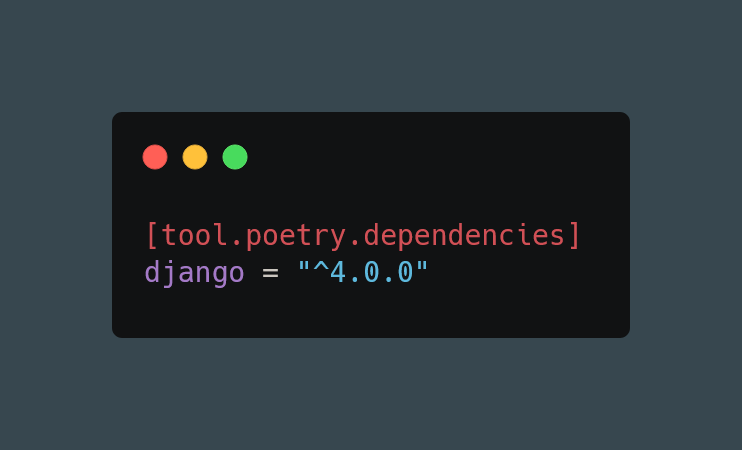 [tool.poetry.dependencies]
django = "^4.0.0"